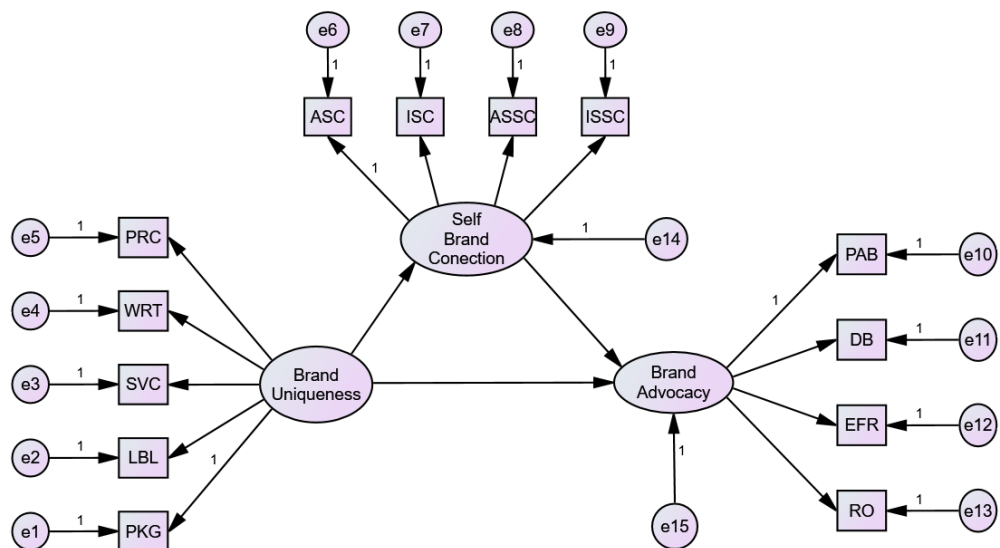 e6
e7
e8
e9
1
1
1
1
ASC
ISC
ASSC
ISSC
1
Self
Brand
Conection
1
e14
e5
1
PRC
e4
1
WRT
e3
1
SVC
e2
1
LBL
e1
1
PKG
1
Brand
Uniqueness
Brand
Advocacy
1
PAB
1
e10
DB
1
e11
EFR
1
e12
RO
1
e13
1
e15